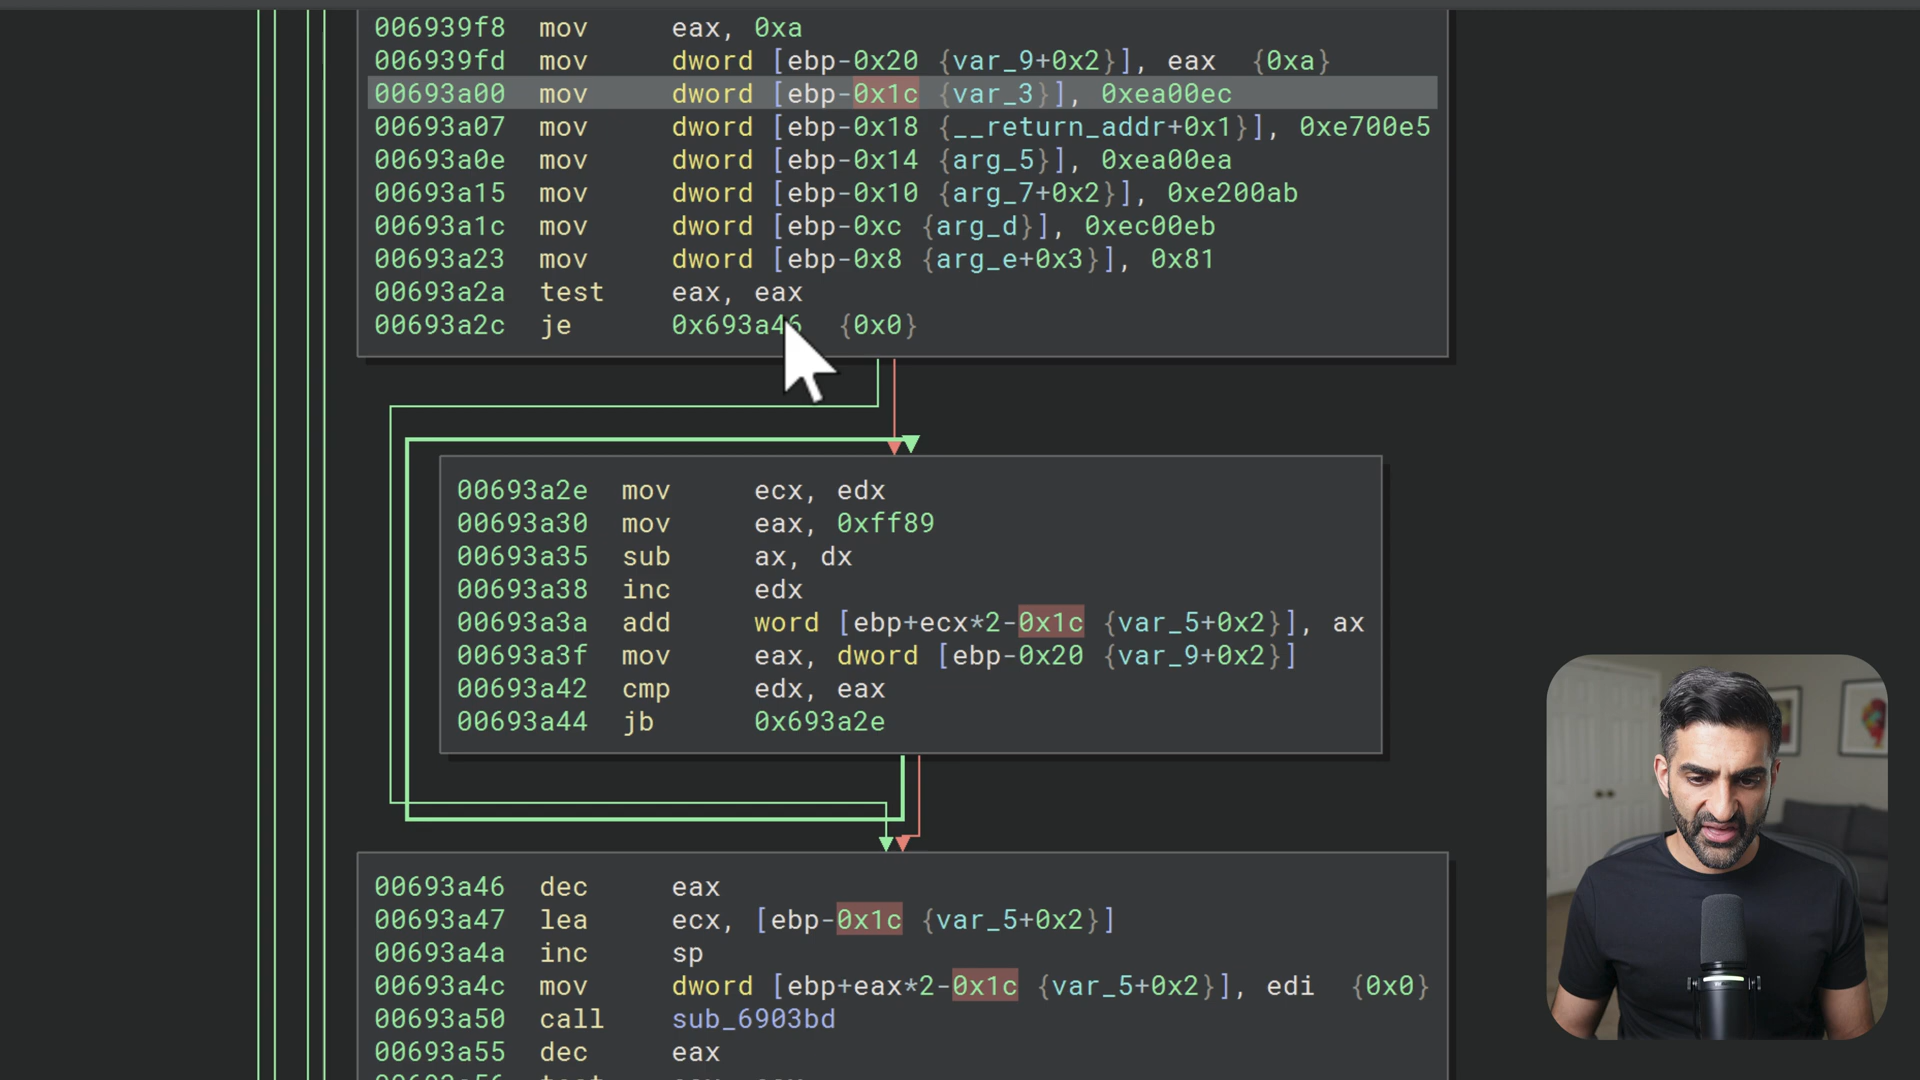 006939f8 mov eax, 0xa
006939fd mov dword [ebp-0x20 {var_9+0x2}], eax {0xa}
00693a00 mov dword [ebp-0x1c {var_3}], 0xea00ec
00693a07 mov dword [ebp-0x18 {__return_addr+0x1}], 0xe700e5
00693a0e mov dword [ebp-0x14 {arg_5}], 0xea00ea
00693a15 mov dword [ebp-0x10 {arg_7+0x2}], 0xe200ab
00693a1c mov dword [ebp-0xc {arg_d}], 0xec00eb
00693a23 mov dword [ebp-0x8 {arg_e+0x3}], 0x81
00693a2a test eax, eax
00693a2c je 0x693a46 {0x0}
00693a2e mov ecx, edx
00693a30 mov eax, 0xff89
00693a35 sub ax, dx
00693a38 inc edx
00693a3a add word [ebp+ecx*2-0x1c {var_5+0x2}], ax
00693a3f mov eax, dword [ebp-0x20 {var_9+0x2}]
00693a42 cmp edx, eax
00693a44 jb 0x693a2e
00693a46 dec eax
00693a47 lea ecx, [ebp-0x1c {var_5+0x2}]
00693a4a inc sp
00693a4c mov dword [ebp+eax*2-0x1c {var_5+0x2}], edi {0x0}
00693a50 call sub_6903bd
00693a55 dec eax